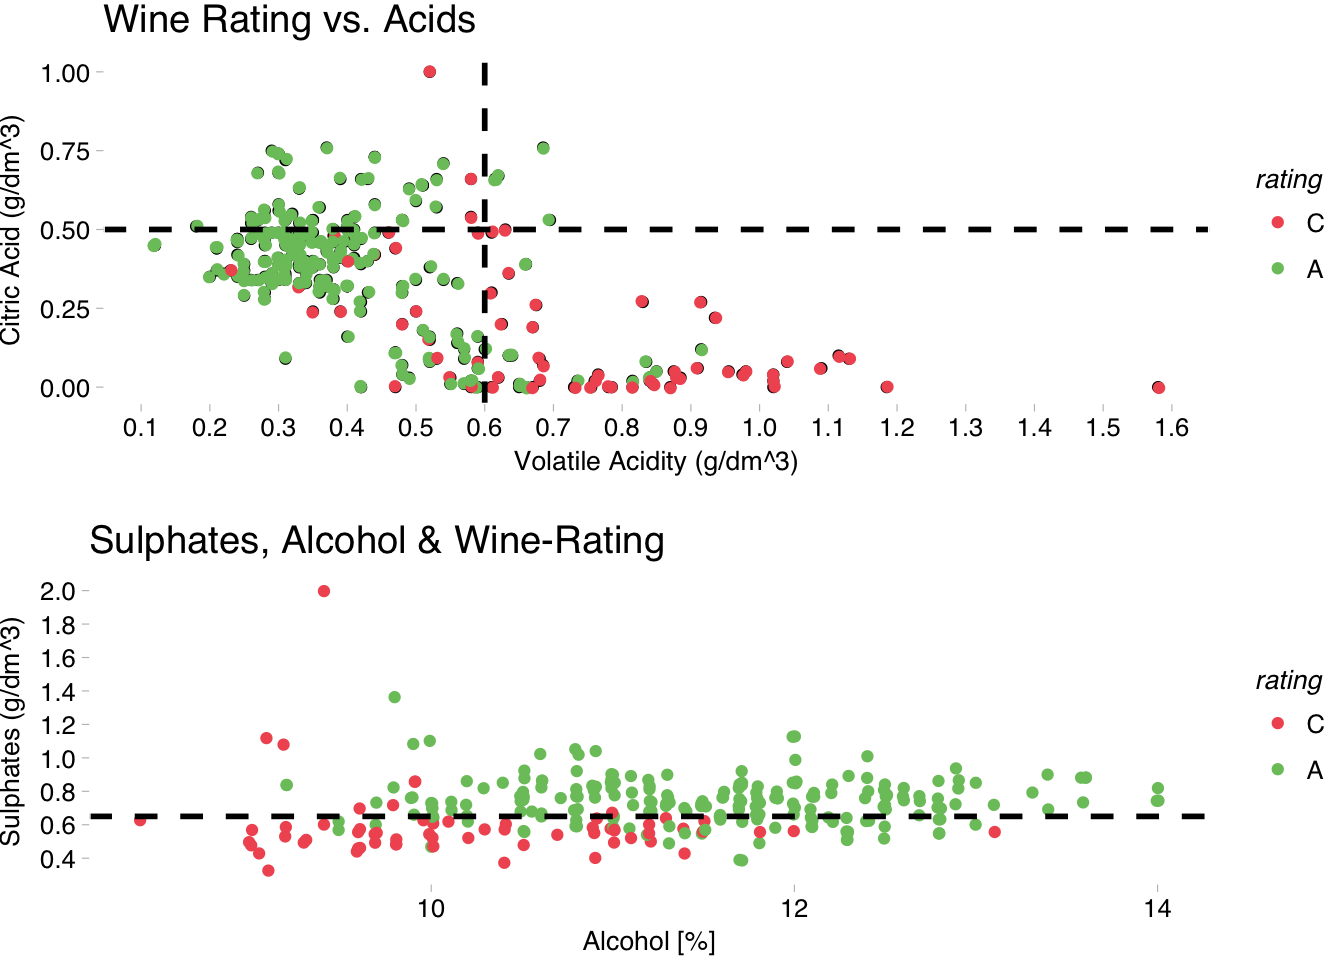 Wine Rating vs. Acids
1.00
0.75
0.50
0.25
0.00
Citric Acid (g/dm^3)
0.1 0.2 0.3 0.4 0.5 0.6 0.7 0.8 0.9 1.0 1.1 1.2 1.3 1.4 1.5 1.6
Volatile Acidity (g/dm^3)
rating
C
A
Sulphates, Alcohol & Wine-Rating
2.0
1.8
1.6
1.4
1.2
1.0
0.8
0.6
0.4
Sulphates (g/dm^3)
10 12 14
Alcohol [%]
rating
C
A